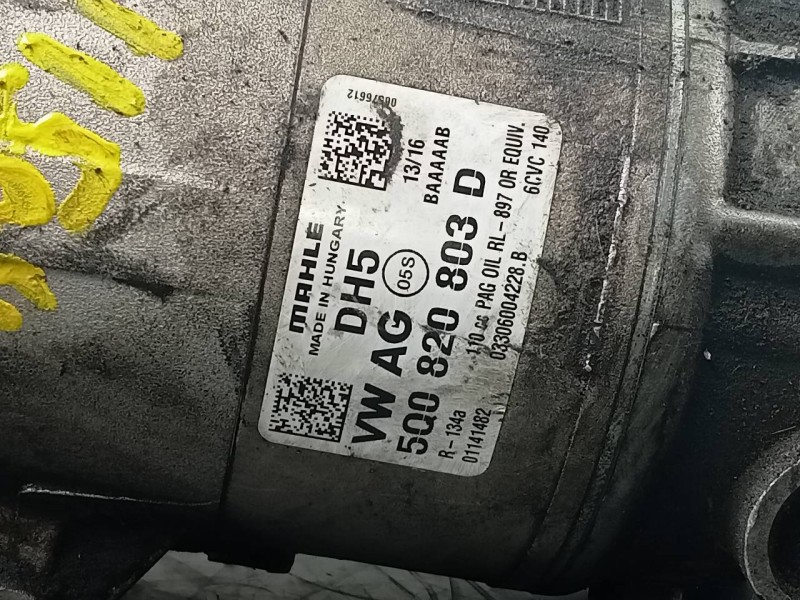 00576612
13/16
BAAAAAB
MAHLE
MADE IN HUNGARY.
DH5
VW AG 05S
5Q0 820 803 D
R-134a 110 cc PAG OIL RL-897 OR EQUIV.
01141482 03306004228.B 6CVC 140